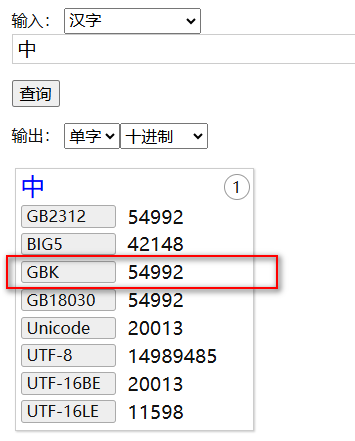 输入： 汉字
中
查询
输出： 单字 十进制
中 1
GB2312 54992
BIG5 42148
GBK 54992
GB18030 54992
Unicode 20013
UTF-8 14989485
UTF-16BE 20013
UTF-16LE 11598